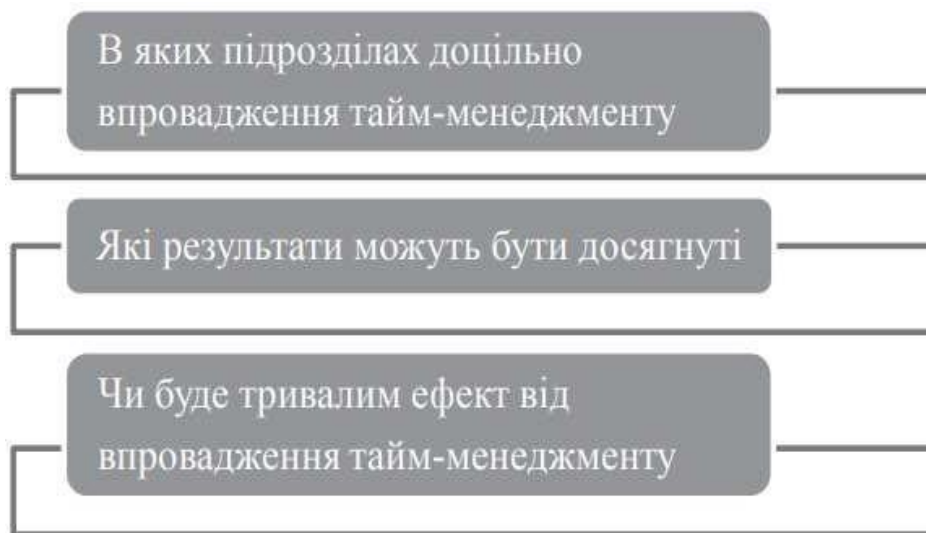 В яких підрозділах доцільно
впровадження тайм-менеджменту
Які результати можуть бути досягнуті
Чи буде тривалим ефект від
впровадження тайм-менеджменту